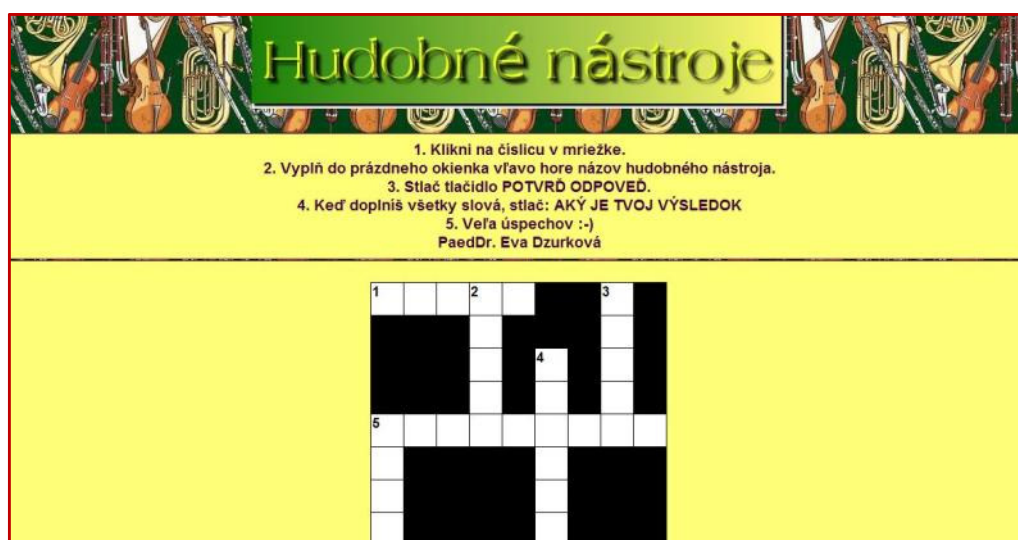 Hudobné nástroje
1. Klikni na číslicu v mriežke.
2. Vyplň do prázdneho okienka vľavo hore názov hudobného nástroja.
3. Stlač tlačidlo POTVRĎ ODPOVEĎ.
4. Keď doplníš všetky slová, stlač: AKÝ JE TVOJ VÝSLEDOK
5. Veľa úspechov :-)
PaedDr. Eva Dzurková
1 2 3
4
5